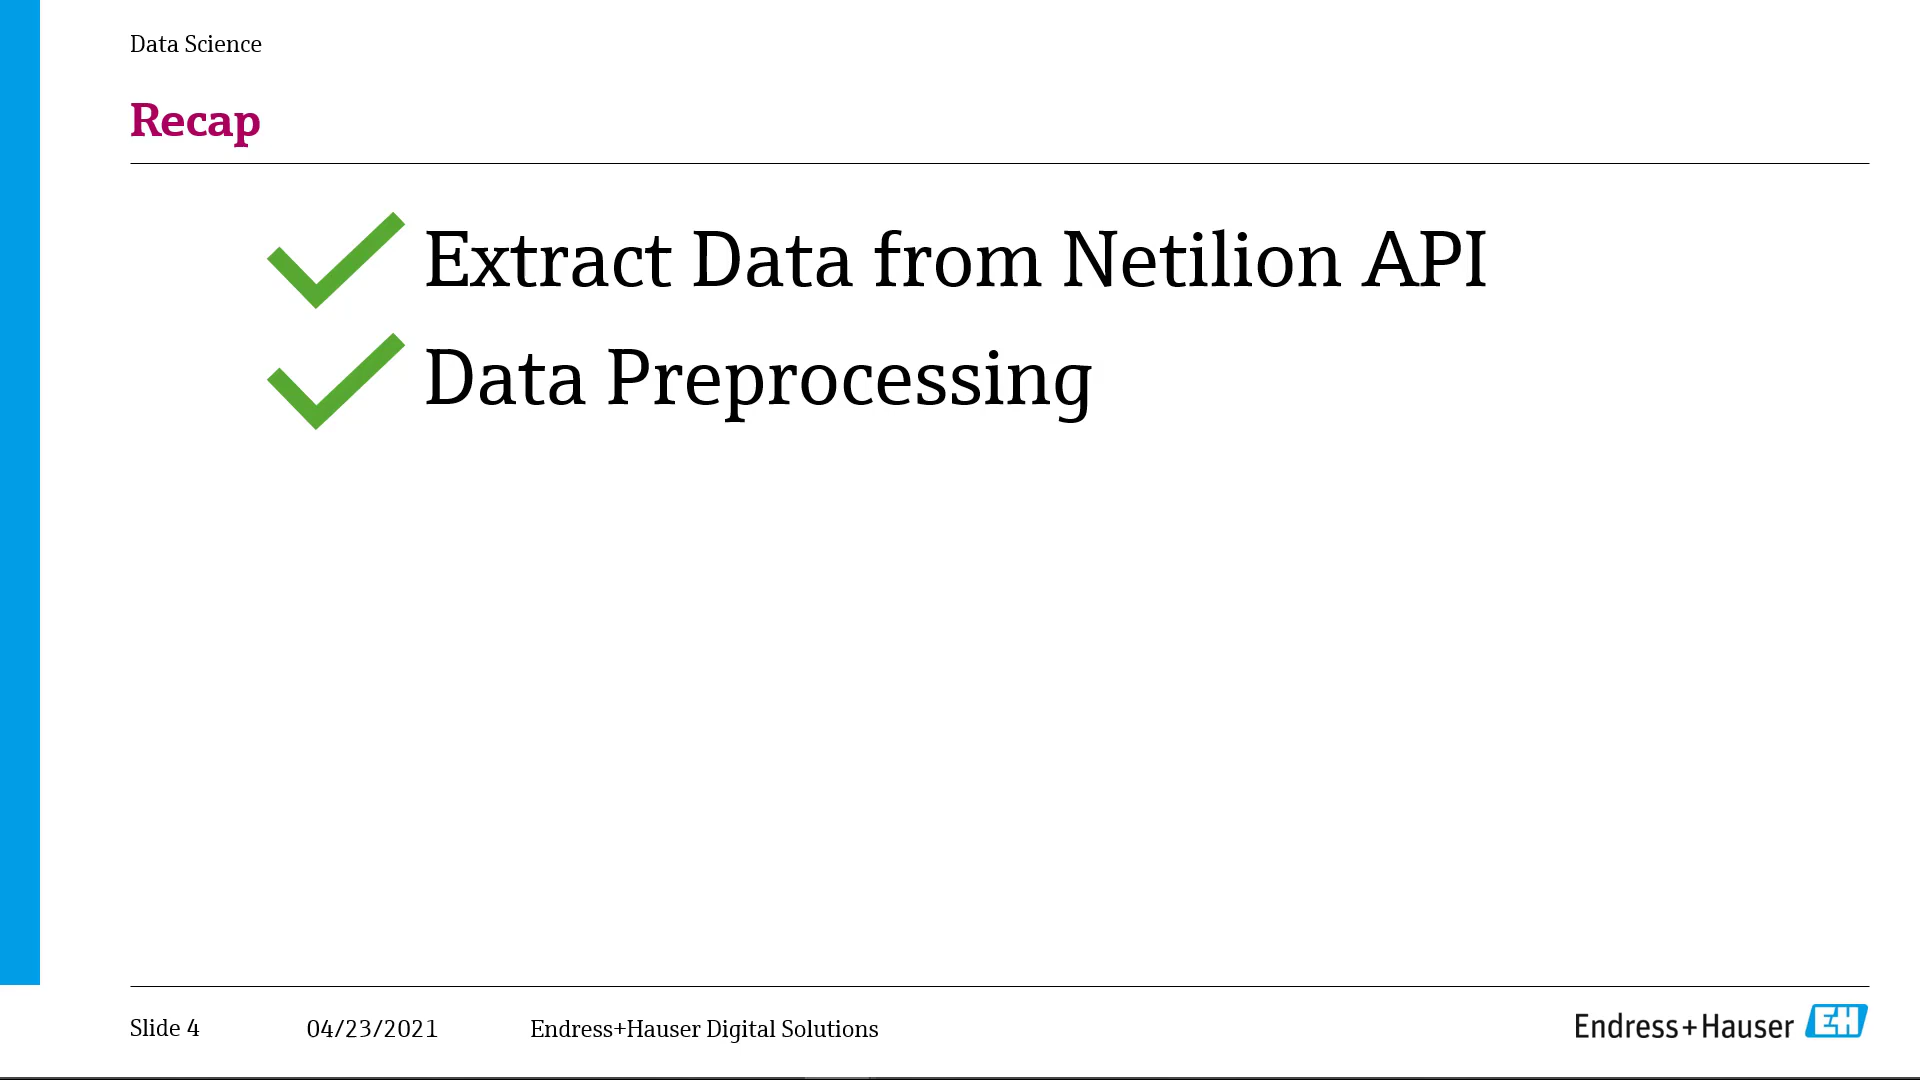 Data Science
Recap
Extract Data from Netilion API
Data Preprocessing
Slide 4
04/23/2021
Endress+Hauser Digital Solutions
Endress+Hauser EH